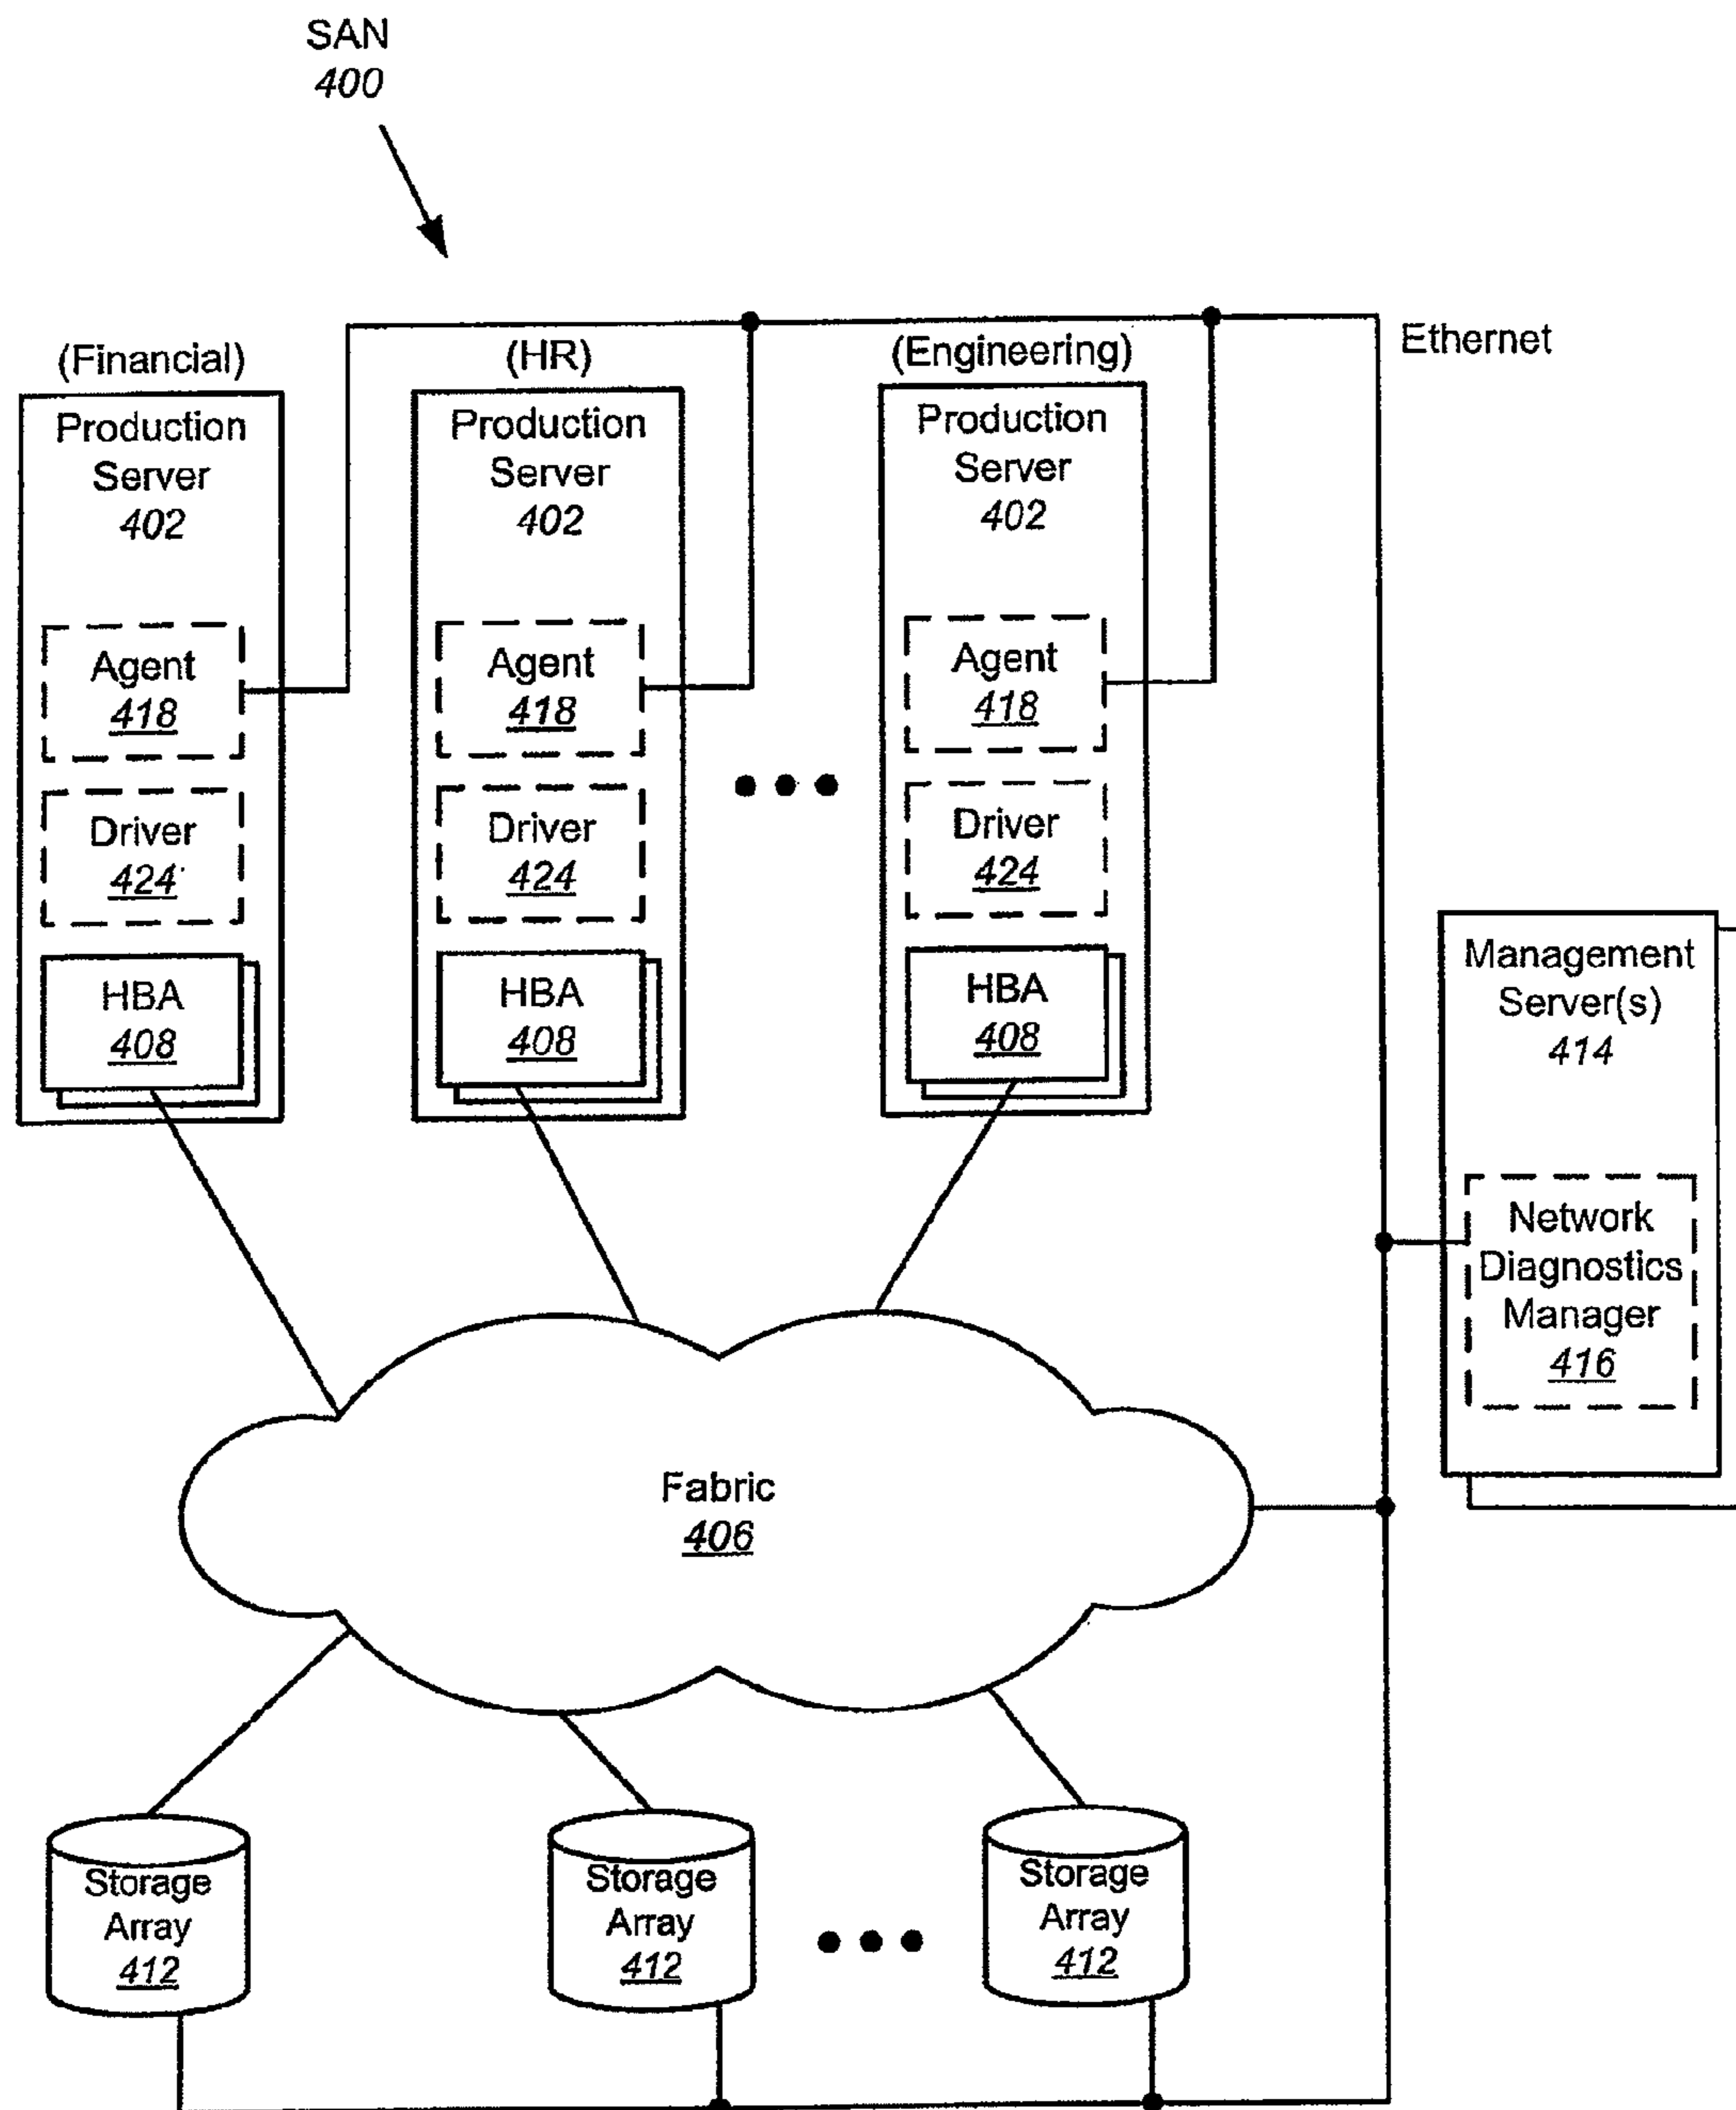 SAN
400
Ethernet
(Financial)
Production
Server
402
Agent
418
Driver
424
HBA
408
(HR)
Production
Server
402
Agent
418
Driver
424
HBA
408
(Engineering)
Production
Server
402
Agent
418
Driver
424
HBA
408
Management
Server(s)
414
Network
Diagnostics
Manager
416
Fabric
406
Storage
Array
412
Storage
Array
412
Storage
Array
412